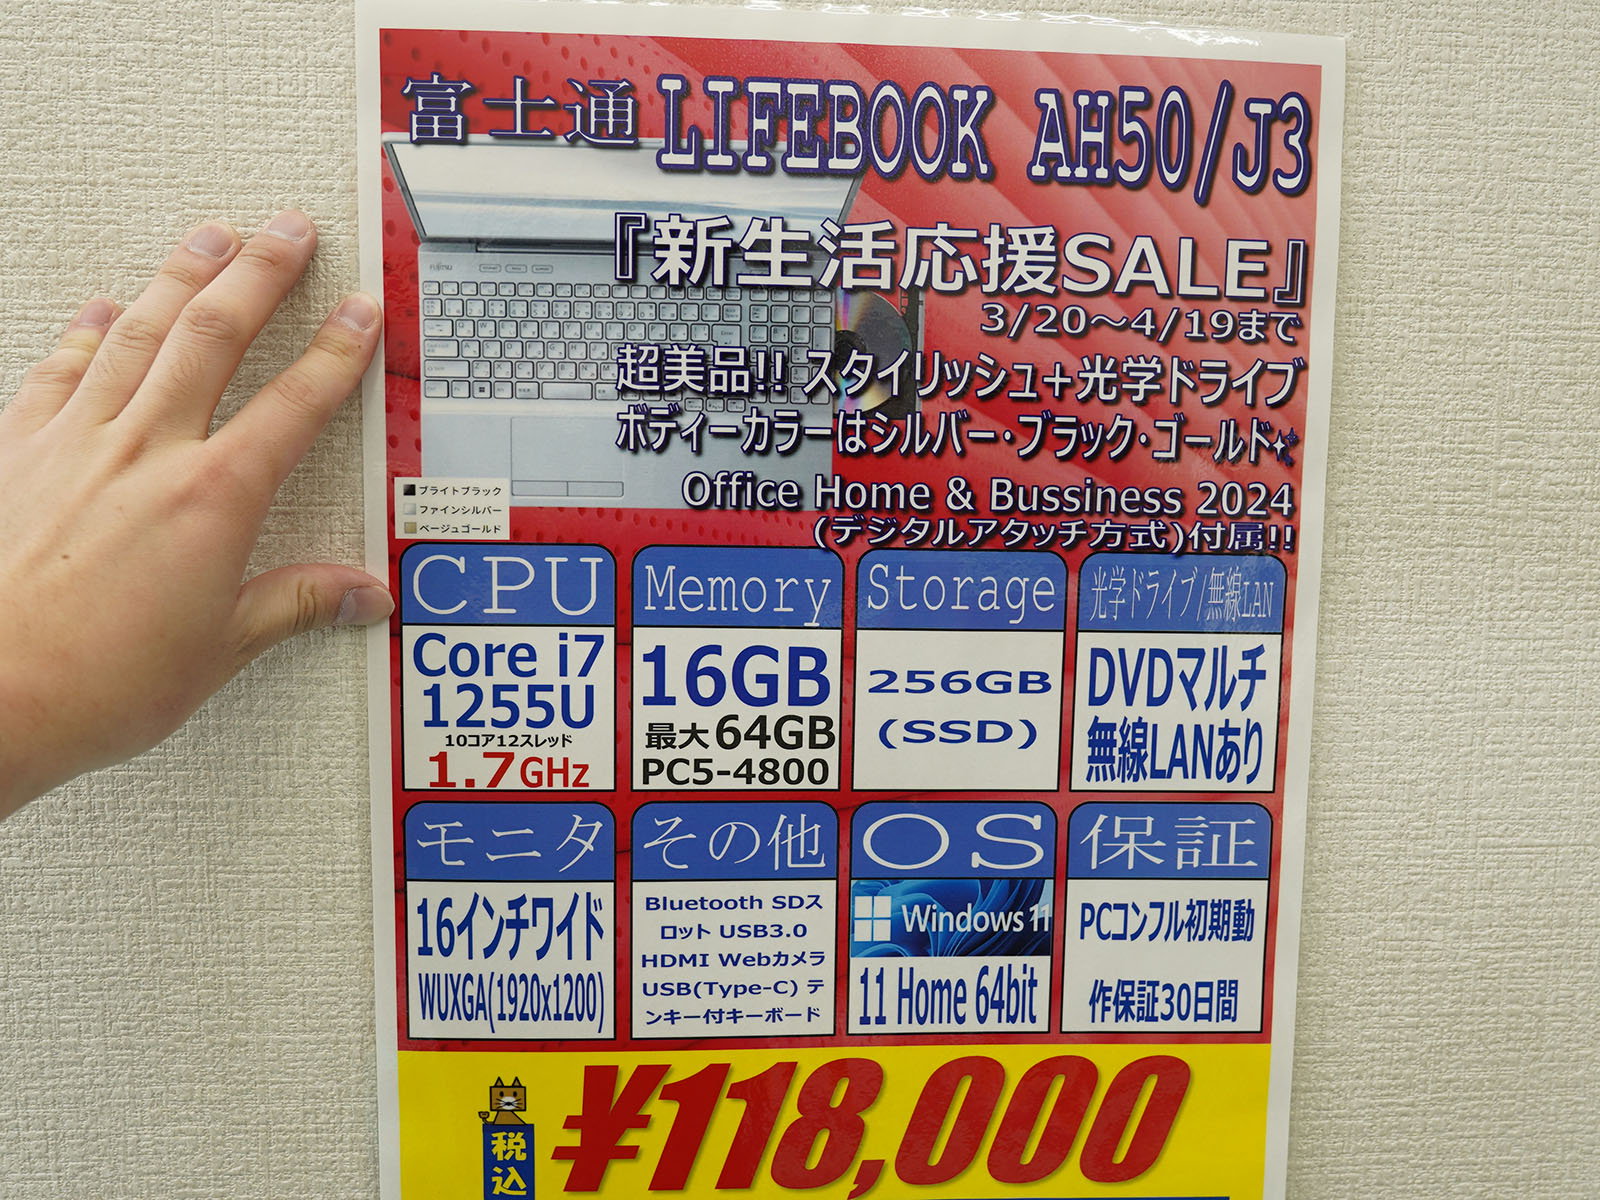 富士通 LIFEBOOK AH50/J3
『新生活応援SALE』
3/20～4/19まで
超美品!! スタイリッシュ+光学ドライブ
ボディーカラーはシルバー・ブラック・ゴールド
Office Home & Bussiness 2024
(デジタルアタッチ方式)付属!!
FUJITSU
ブライトブラック
ファインシルバー
ベージュゴールド
CPU
Core i7
1255U
10コア12スレッド
1.7GHz
Memory
16GB
最大64GB
PC5-4800
Storage
256GB
(SSD)
光学ドライブ/無線LAN
DVDマルチ
無線LANあり
モニタ
16インチワイド
WUXGA(1920x1200)
その他
Bluetooth SDス
ロット USB3.0
HDMI Webカメラ
USB(Type-C) テ
ンキー付キーボード
OS
Windows 11
11 Home 64bit
保証
PCコンフル初期動
作保証30日間
税込
¥118,000